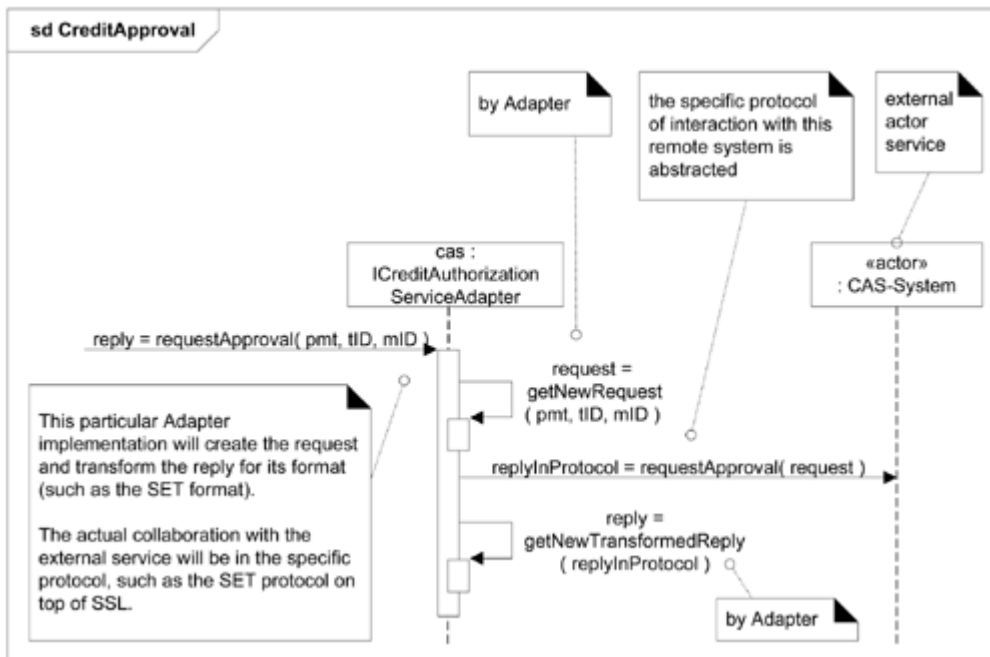 sd CreditApproval
by Adapter
the specific protocol
of interaction with this
remote system is
abstracted
external
actor
service
cas :
ICreditAuthorization
ServiceAdapter
«actor»
: CAS-System
reply = requestApproval( pmt, tID, mID )
request =
getNewRequest
( pmt, tID, mID )
This particular Adapter
implementation will create the request
and transform the reply for its format
(such as the SET format).
The actual collaboration with the
external service will be in the specific
protocol, such as the SET protocol on
top of SSL.
replyInProtocol = requestApproval( request )
reply =
getNewTransformedReply
( replyInProtocol )
by Adapter